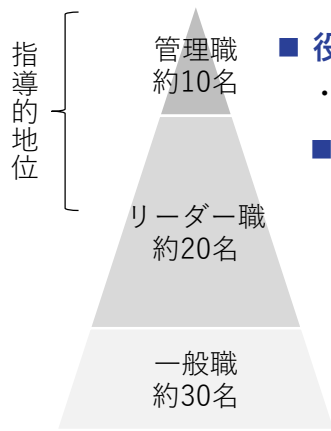 指導的地位
管理職
約10名
リーダー職
約20名
一般職
約30名
■ 役
・
■